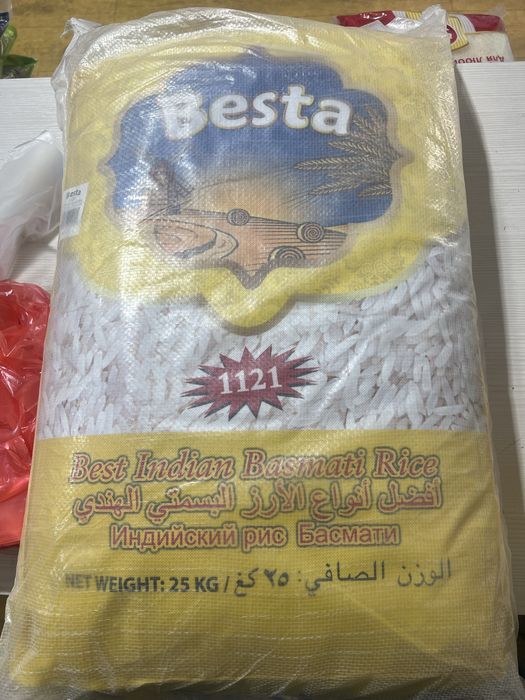 Besta
Besta
1121
Best Indian Basmati Rice
أفضل أنواع الأرز البسمتي الهندي
Индийский рис Басмати
NET WEIGHT: 25 KG / الوزن الصافي: ٢٥ كغ